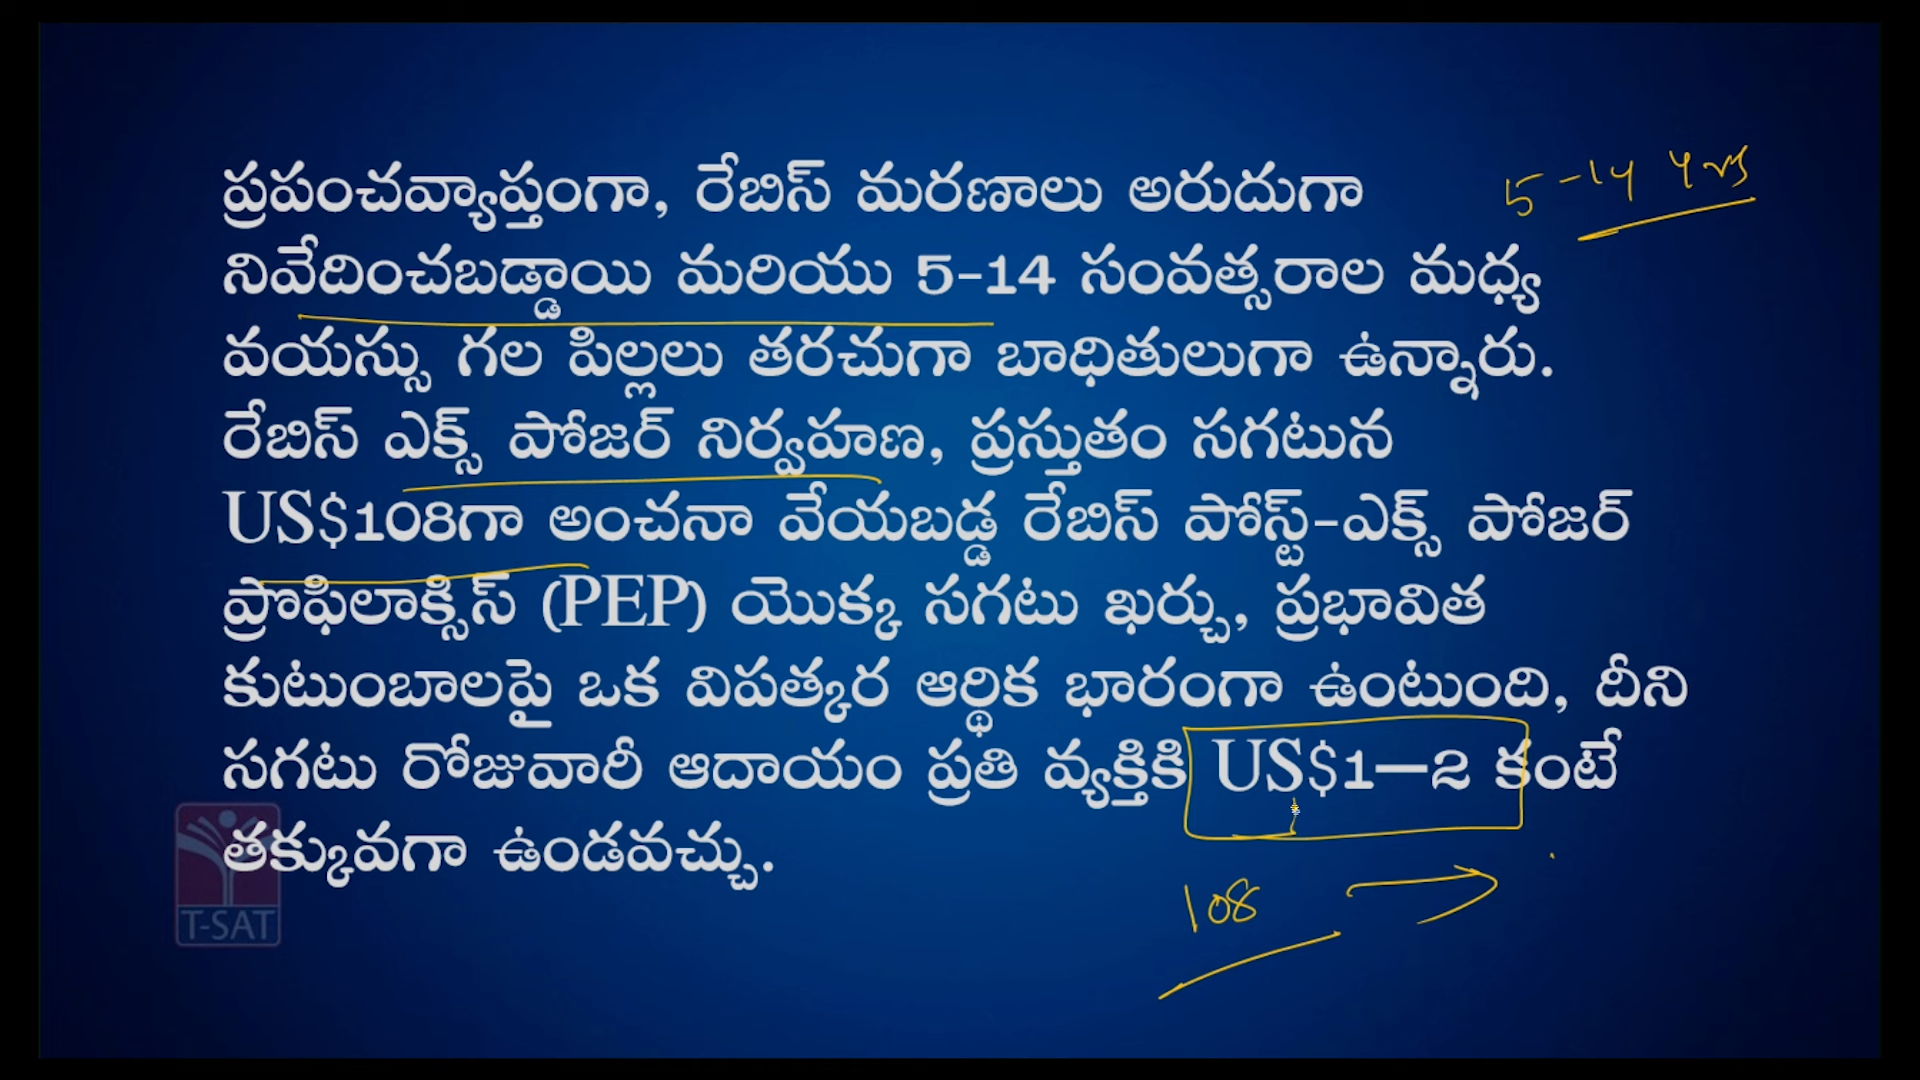 ప్రపంచవ్యాప్తంగా, రేబిస్ మరణాలు అరుదుగా
5-14 yrs
నివేదించబడ్డాయి మరియు 5-14 సంవత్సరాల మధ్య
వయస్సు గల పిల్లలు తరచుగా బాధితులుగా ఉన్నారు.
రేబిస్ ఎక్స్ పోజర్ నిర్వహణ, ప్రస్తుతం సగటున
US$108గా అంచనా వేయబడ్డ రేబిస్ పోస్ట్-ఎక్స్ పోజర్
ప్రొఫిలాక్సిస్ (PEP) యొక్క సగటు ఖర్చు, ప్రభావిత
కుటుంబాలపై ఒక విపత్కర ఆర్థిక భారంగా ఉంటుంది, దీని
సగటు రోజువారీ ఆదాయం ప్రతి వ్యక్తికి US$1–2 కంటే
తక్కువగా ఉండవచ్చు.
108
T-SAT